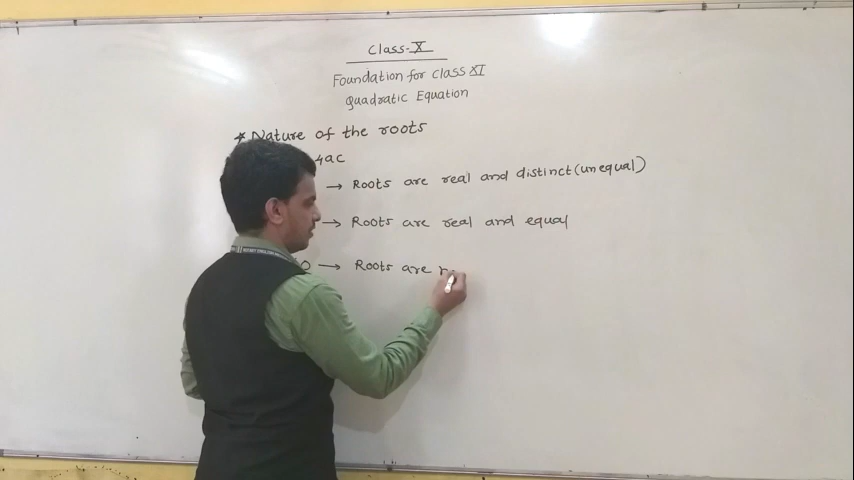 Class-X
Foundation for class XI
Quadratic Equation
* Nature of the roots
4ac
→ Roots are real and distinct (unequal)
→ Roots are real and equal
0 → Roots are